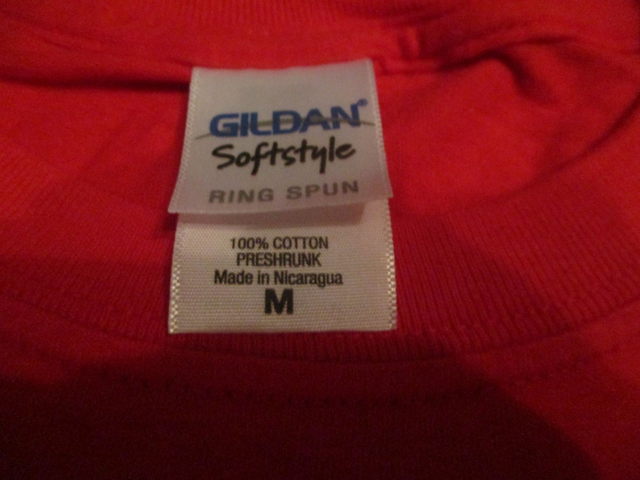 GILDAN®
Softstyle
RING SPUN
100% COTTON
PRESHRUNK
Made in Nicaragua
M